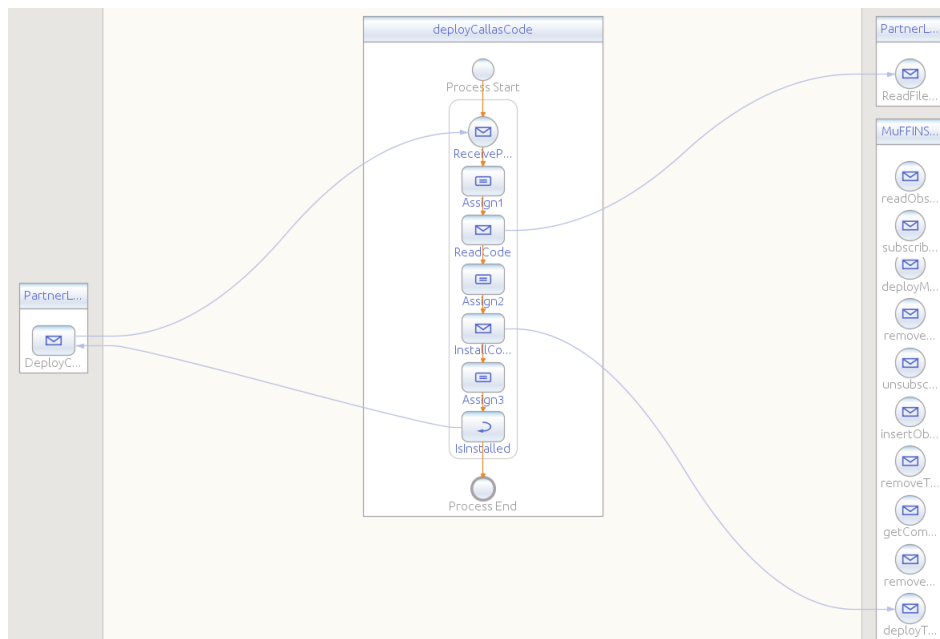 deployCallasCode
Process Start
ReceiveP...
Assign1
ReadCode
Assign2
InstallCo...
Assign3
IsInstalled
Process End
PartnerL...
DeployC...
PartnerL...
ReadFile...
MuFFINS...
readObs...
subscrib...
deployM...
remove...
unsubsc...
insertOb...
removeT...
getCom...
remove...
deployT...